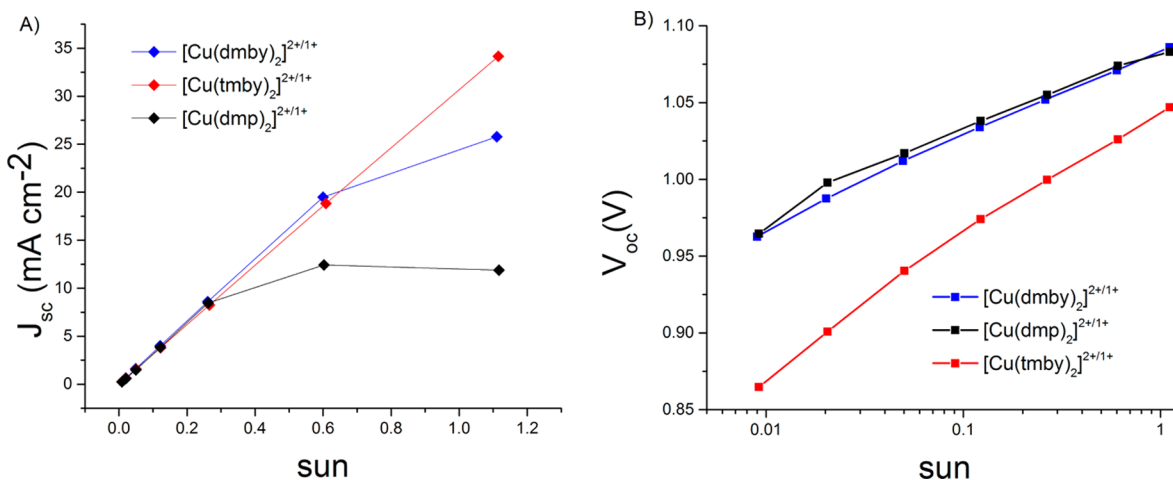 A)
J_sc (mA cm-2)
35
30
25
20
15
10
5
0
[Cu(dmby)₂]²⁺/¹⁺
[Cu(tmby)₂]²⁺/¹⁺
[Cu(dmp)₂]²⁺/¹⁺
0.0 0.2 0.4 0.6 0.8 1.0 1.2
sun
B)
V_oc(V)
1.10
1.05
1.00
0.95
0.90
0.85
[Cu(dmby)₂]²⁺/¹⁺
[Cu(dmp)₂]²⁺/¹⁺
[Cu(tmby)₂]²⁺/¹⁺
0.01 0.1 1
sun